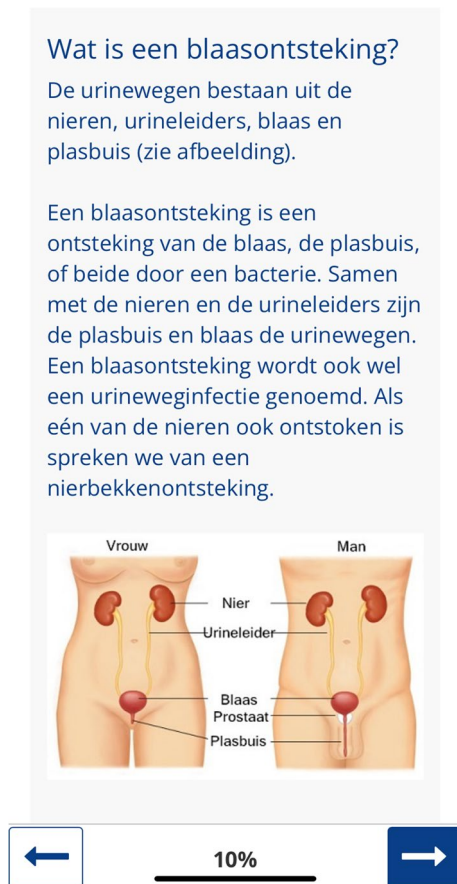 Wat is een blaasontsteking?
De urinewegen bestaan uit de
nieren, urineleiders, blaas en
plasbuis (zie afbeelding).
Een blaasontsteking is een
ontsteking van de blaas, de plasbuis,
of beide door een bacterie. Samen
met de nieren en de urineleiders zijn
de plasbuis en blaas de urinewegen.
Een blaasontsteking wordt ook wel
een urineweginfectie genoemd. Als
eén van de nieren ook ontstoken is
spreken we van een
nierbekkenontsteking.
Vrouw
Man
Nier
Urineleider
Blaas
Prostaat
Plasbuis
10%